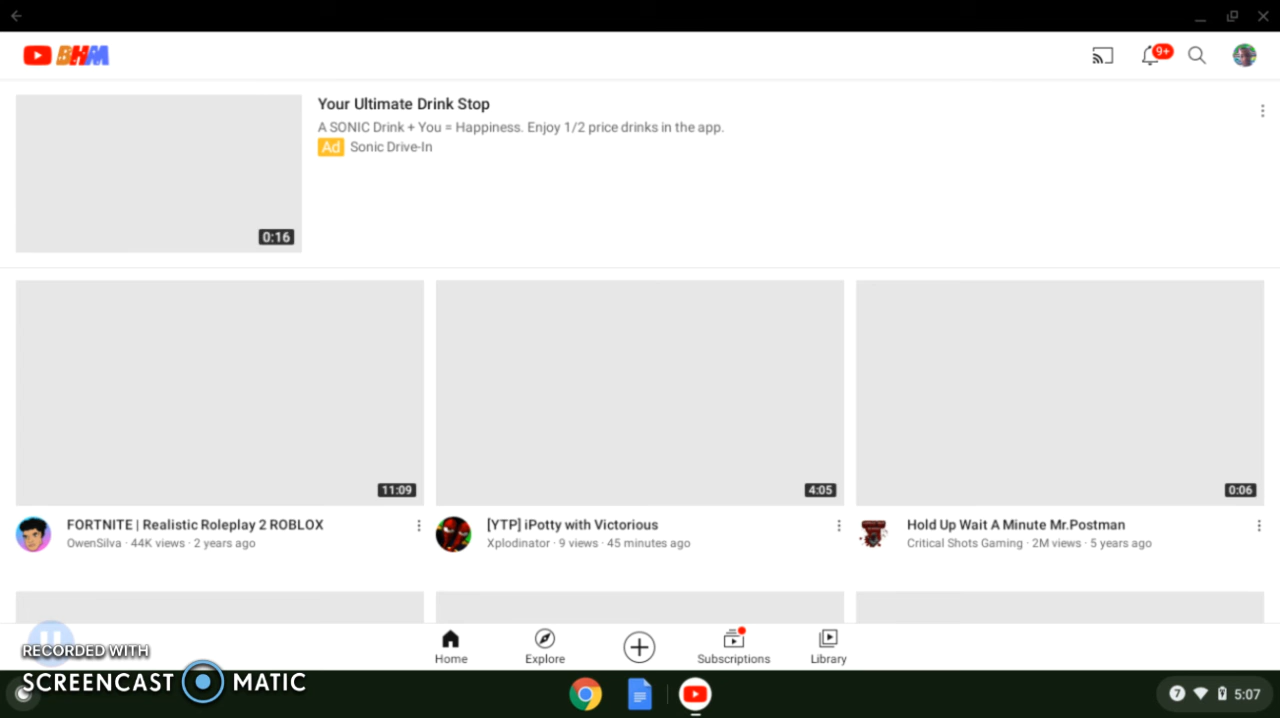 BHM
9+
Your Ultimate Drink Stop
A SONIC Drink + You = Happiness. Enjoy 1/2 price drinks in the app.
Ad Sonic Drive-In
0:16
11:09
4:05
0:06
FORTNITE | Realistic Roleplay 2 ROBLOX
OwenSilva · 44K views · 2 years ago
[YTP] iPotty with Victorious
Xplodinator · 9 views · 45 minutes ago
Hold Up Wait A Minute Mr.Postman
Critical Shots Gaming · 2M views · 5 years ago
Home
Explore
Subscriptions
Library
RECORDED WITH
SCREENCAST MATIC
7
5:07